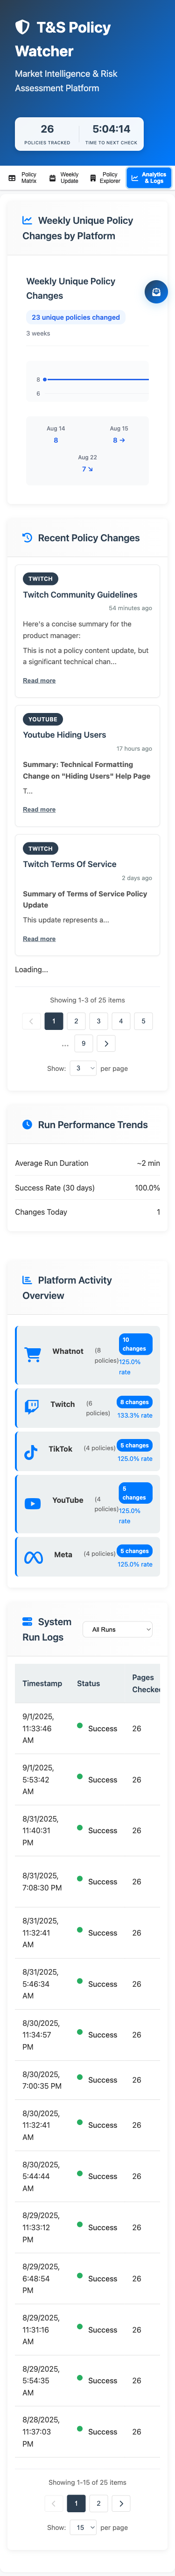 T&S Policy
Watcher
Market Intelligence & Risk
Assessment Platform
26
POLICIES TRACKED
5:04:14
TIME TO NEXT CHECK
Policy
Matrix
Weekly
Update
Policy
Explorer
Analytics
& Logs
Weekly Unique Policy
Changes by Platform
Weekly Unique Policy
Changes
23 unique policies changed
3 weeks
8
6
Aug 14
8
Aug 15
8 →
Aug 22
7 ↘
Recent Policy Changes
TWITCH
Twitch Community Guidelines
54 minutes ago
Here's a concise summary for the
product manager:
This is not a policy content update, but
a significant technical chan...
Read more
YOUTUBE
Youtube Hiding Users
17 hours ago
Summary: Technical Formatting
Change on "Hiding Users" Help Page
T...
Read more
TWITCH
Twitch Terms Of Service
2 days ago
Summary of Terms of Service Policy
Update
This update represents a...
Read more
Loading...
Showing 1-3 of 25 items
1 2 3 4 5
... 9
Show: 3 per page
Run Performance Trends
Average Run Duration ~2 min
Success Rate (30 days) 100.0%
Changes Today 1
Platform Activity
Overview
Whatnot
(8
policies)
10
changes
125.0%
rate
Twitch
(6
policies)
8 changes
133.3% rate
TikTok
(4 policies)
5 changes
125.0% rate
YouTube
(4
policies)
5
changes
125.0%
rate
Meta
(4 policies)
5 changes
125.0% rate
System
Run Logs
All Runs
Timestamp Status Pages
Checke
9/1/2025,
11:33:46
AM
Success 26
9/1/2025,
5:53:42
AM
Success 26
8/31/2025,
11:40:31
PM
Success 26
8/31/2025,
7:08:30 PM
Success 26
8/31/2025,
11:32:41
AM
Success 26
8/31/2025,
5:46:34
AM
Success 26
8/30/2025,
11:34:57
PM
Success 26
8/30/2025,
7:00:35 PM
Success 26
8/30/2025,
11:32:41
AM
Success 26
8/30/2025,
5:44:44
AM
Success 26
8/29/2025,
11:33:12
PM
Success 26
8/29/2025,
6:48:54
PM
Success 26
8/29/2025,
11:31:16
AM
Success 26
8/29/2025,
5:54:35
AM
Success 26
8/28/2025,
11:37:03
PM
Success 26
Showing 1-15 of 25 items
1 2
Show: 15 per page